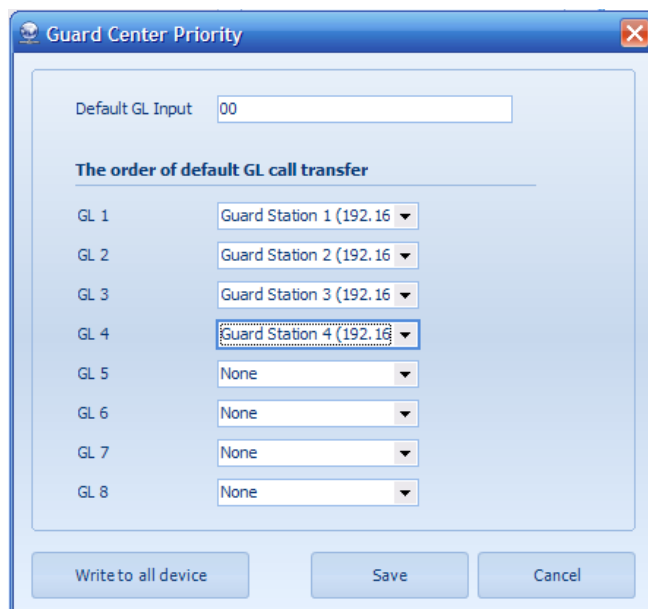 Guard Center Priority
Default GL Input 00
The order of default GL call transfer
GL 1 Guard Station 1 (192.16
GL 2 Guard Station 2 (192.16
GL 3 Guard Station 3 (192.16
GL 4 Guard Station 4 (192.16
GL 5 None
GL 6 None
GL 7 None
GL 8 None
Write to all device Save Cancel